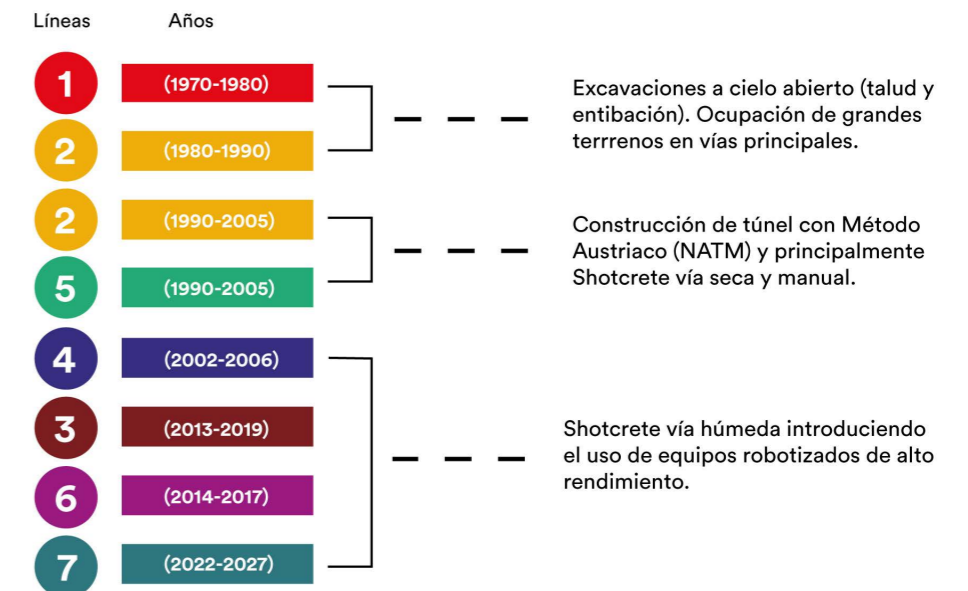 Líneas Años
1 (1970-1980)
2 (1980-1990)
Excavaciones a cielo abierto (talud y
entibación). Ocupación de grandes
terrrenos en vías principales.
2 (1990-2005)
5 (1990-2005)
Construcción de túnel con Método
Austriaco (NATM) y principalmente
Shotcrete vía seca y manual.
4 (2002-2006)
3 (2013-2019)
6 (2014-2017)
7 (2022-2027)
Shotcrete vía húmeda introduciendo
el uso de equipos robotizados de alto
rendimiento.